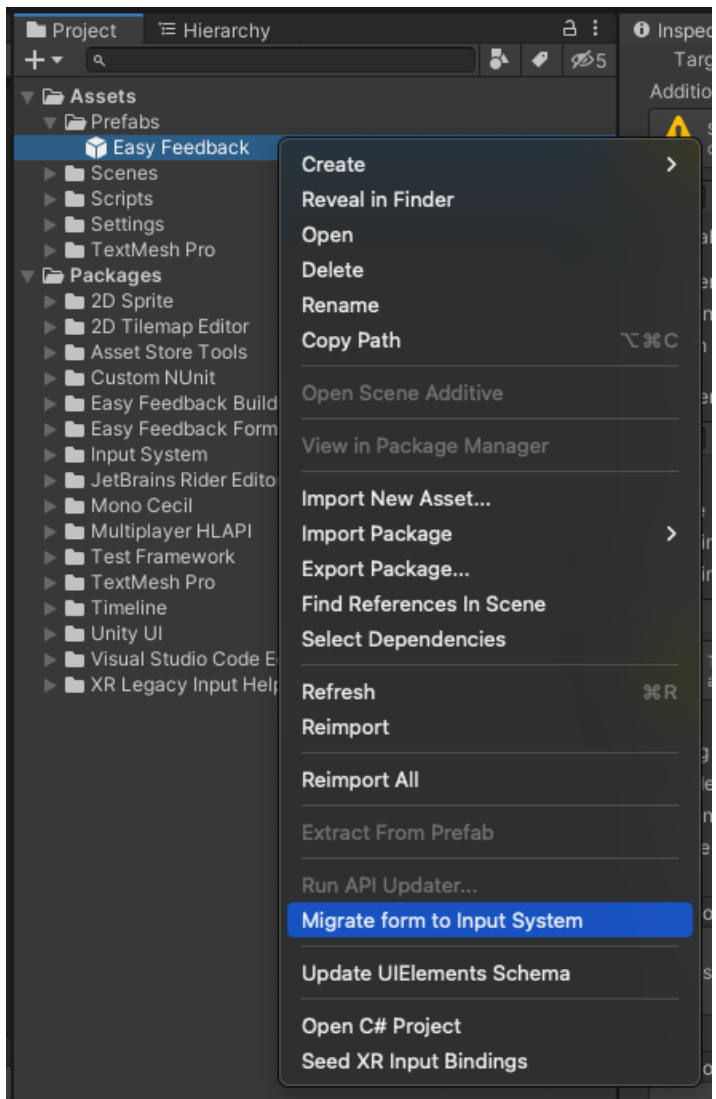 Project
Hierarchy
Inspec
5
Targ
Additio
Assets
Prefabs
Easy Feedback
Scenes
Scripts
Settings
TextMesh Pro
Packages
2D Sprite
2D Tilemap Editor
Asset Store Tools
Custom NUnit
Easy Feedback Build
Easy Feedback Form
Input System
JetBrains Rider Edito
Mono Cecil
Multiplayer HLAPI
Test Framework
TextMesh Pro
Timeline
Unity UI
Visual Studio Code E
XR Legacy Input Help
Create
Reveal in Finder
Open
Delete
Rename
Copy Path ⌥⌘C
Open Scene Additive
View in Package Manager
Import New Asset...
Import Package
Export Package...
Find References In Scene
Select Dependencies
Refresh ⌘R
Reimport
Reimport All
Extract From Prefab
Run API Updater...
Migrate form to Input System
Update UIElements Schema
Open C# Project
Seed XR Input Bindings